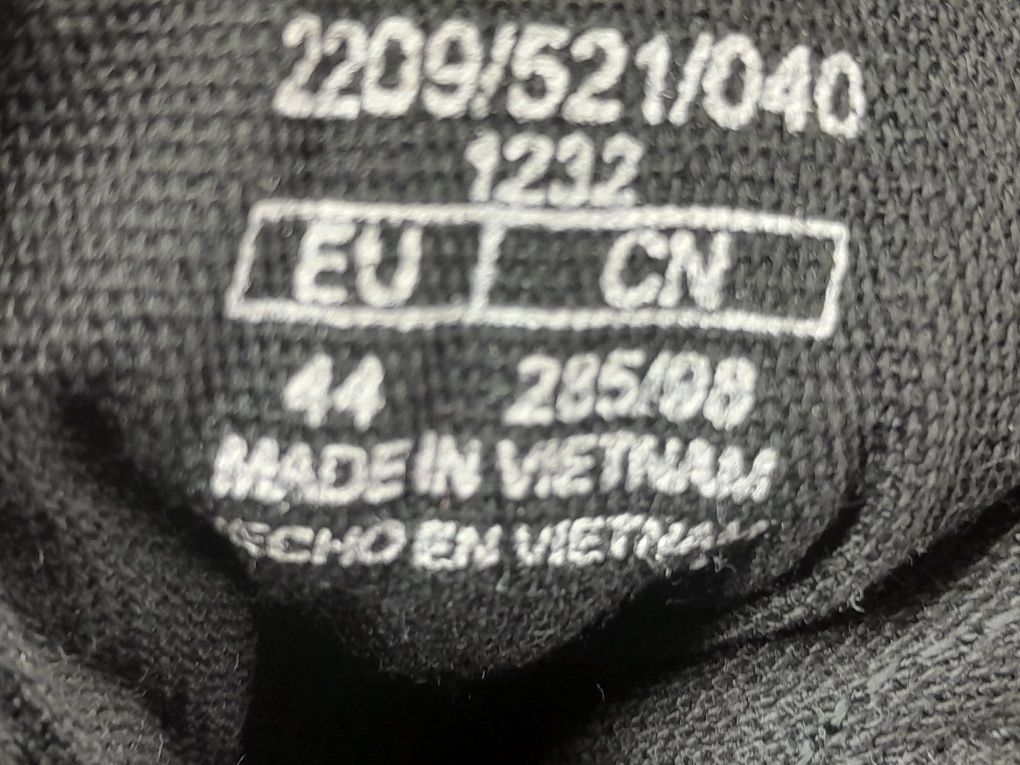 2209/521/040
1232
EU CN
44 285/98
MADE IN VIETNAM
HECHO EN VIETNAM